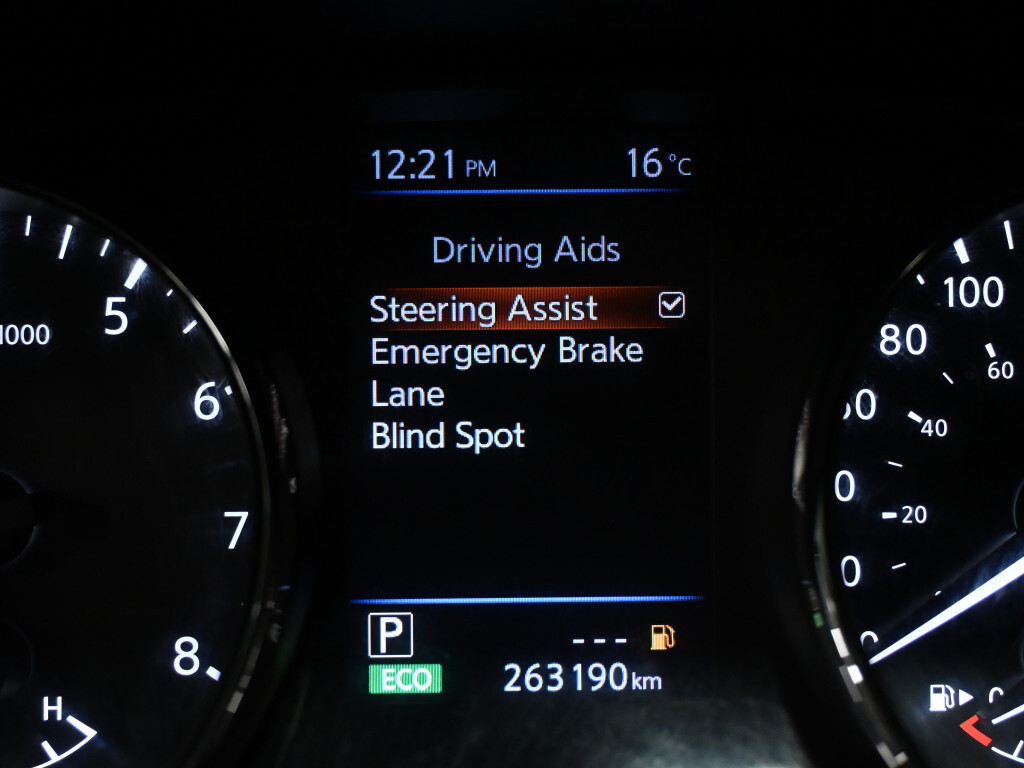 12:21 PM 16 °C
Driving Aids
Steering Assist
Emergency Brake
Lane
Blind Spot
P
---
ECO 263190 km
5
1000
6
7
8
H
100
80
60
40
20
0